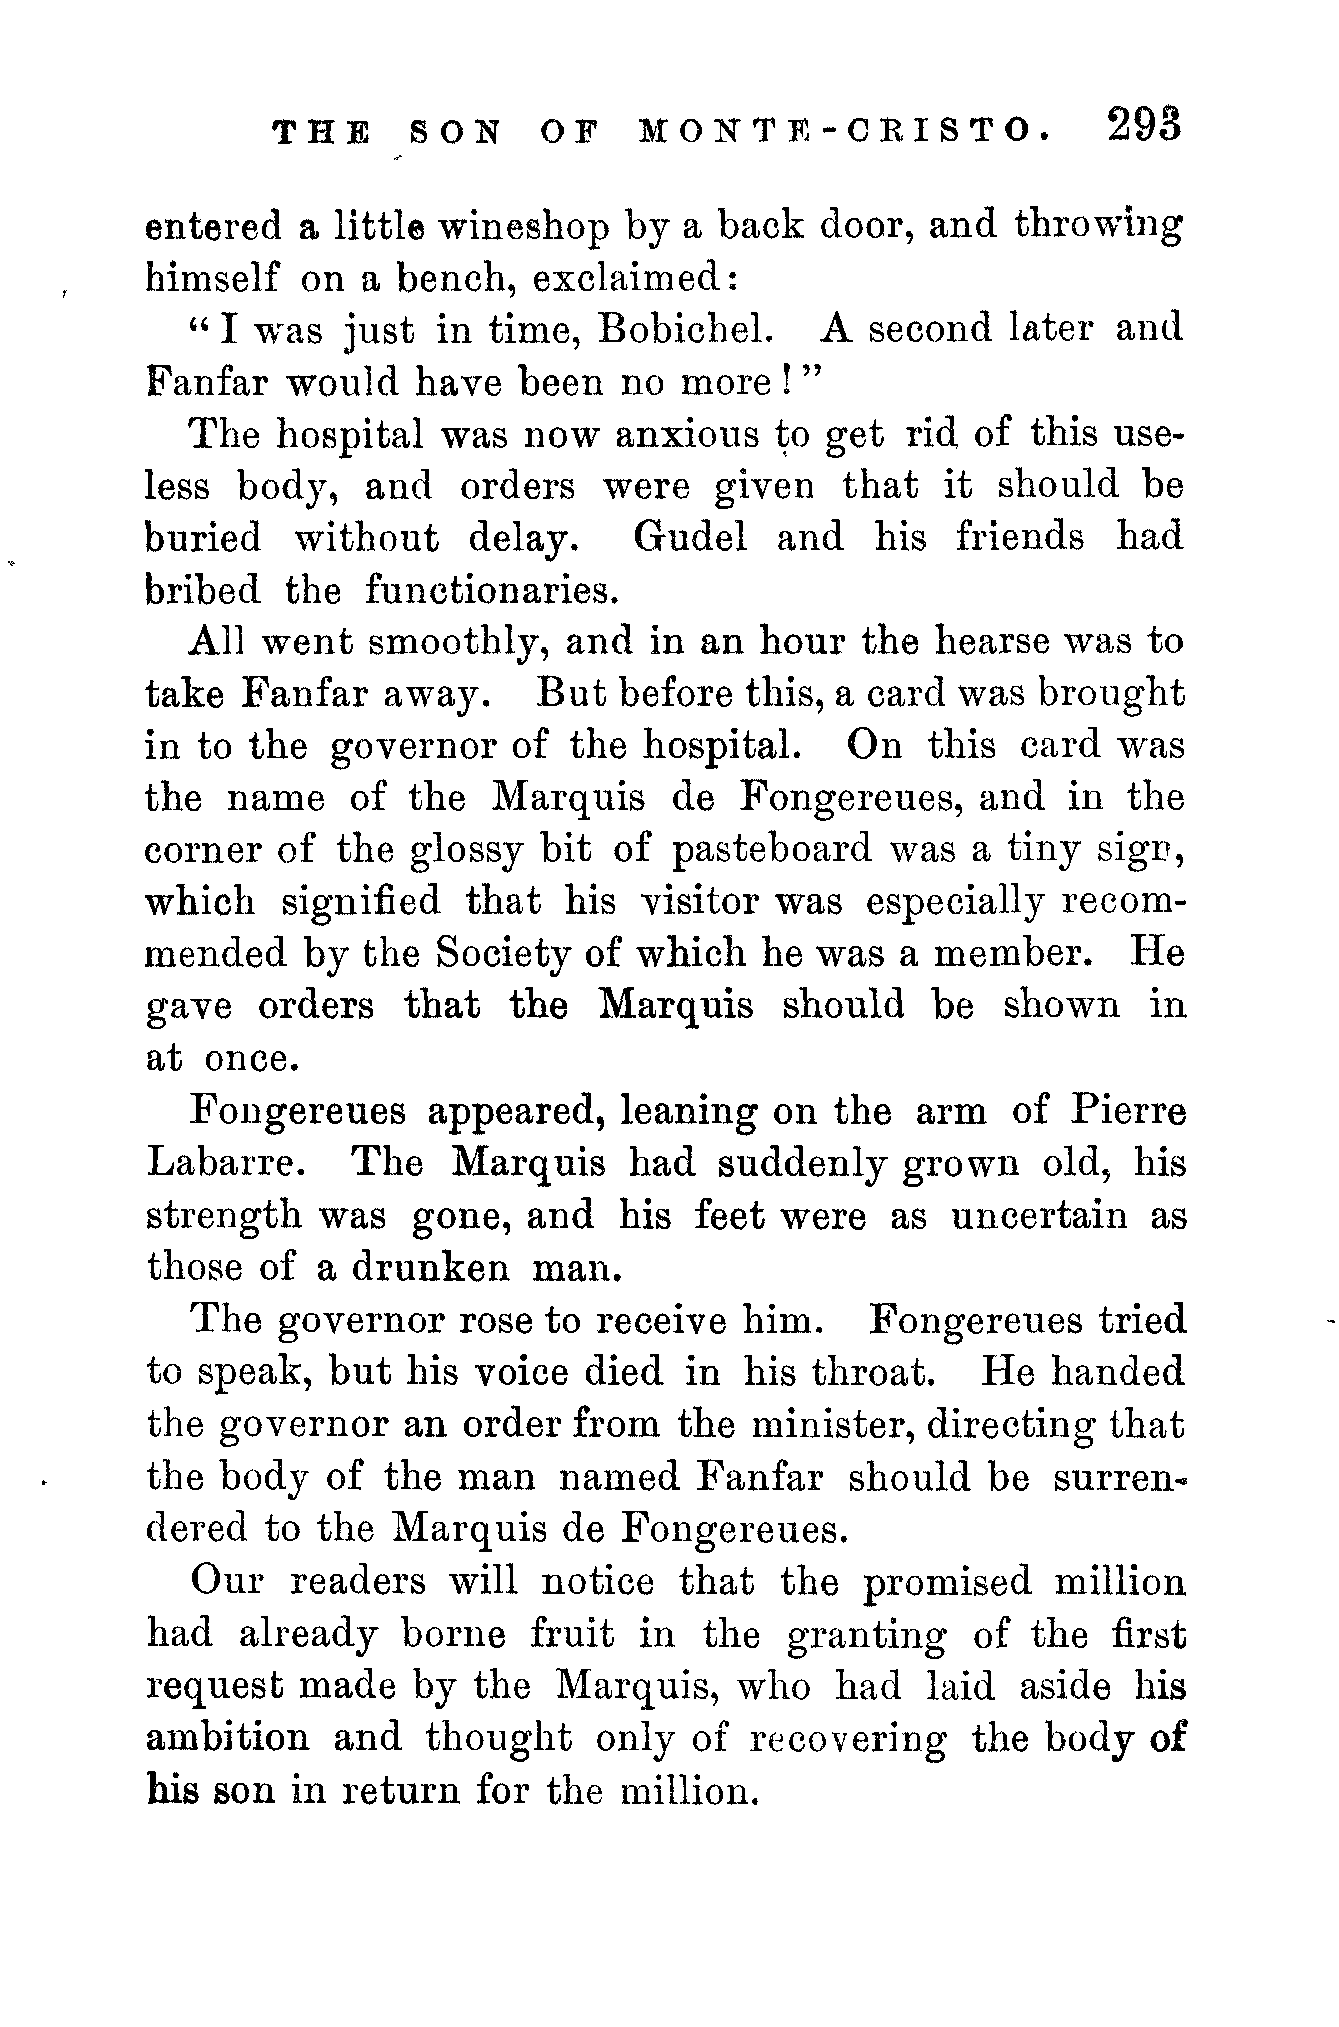 THE SON OF MONTE-CRISTO. 293
entered a little wineshop by a back door, and throwing
himself on a bench, exclaimed:
“I was just in time, Bobichel. A second later and
Fanfar would have been no more!”
The hospital was now anxious to get rid of this use-
less body, and orders were given that it should be
buried without delay. Gudel and his friends had
bribed the functionaries.
All went smoothly, and in an hour the hearse was to
take Fanfar away. But before this, a card was brought
in to the governor of the hospital. On this card was
the name of the Marquis de Fongereues, and in the
corner of the glossy bit of pasteboard was a tiny sign,
which signified that his visitor was especially recom-
mended by the Society of which he was a member. He
gave orders that the Marquis should be shown in
at once.
Fongereues appeared, leaning on the arm of Pierre
Labarre. The Marquis had suddenly grown old, his
strength was gone, and his feet were as uncertain as
those of a drunken man.
The governor rose to receive him. Fongereues tried
to speak, but his voice died in his throat. He handed
the governor an order from the minister, directing that
the body of the man named Fanfar should be surren-
dered to the Marquis de Fongereues.
Our readers will notice that the promised million
had already borne fruit in the granting of the first
request made by the Marquis, who had laid aside his
ambition and thought only of recovering the body of
his son in return for the million.